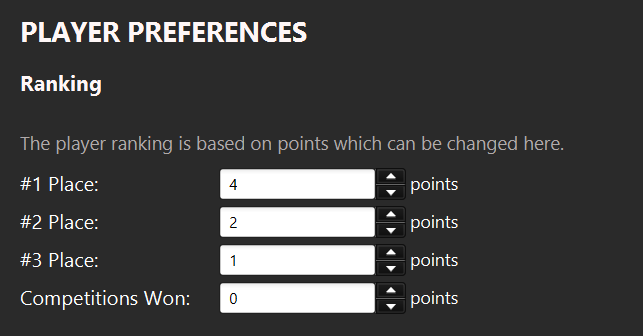 PLAYER PREFERENCES
Ranking
The player ranking is based on points which can be changed here.
#1 Place: 4 points
#2 Place: 2 points
#3 Place: 1 points
Competitions Won: 0 points